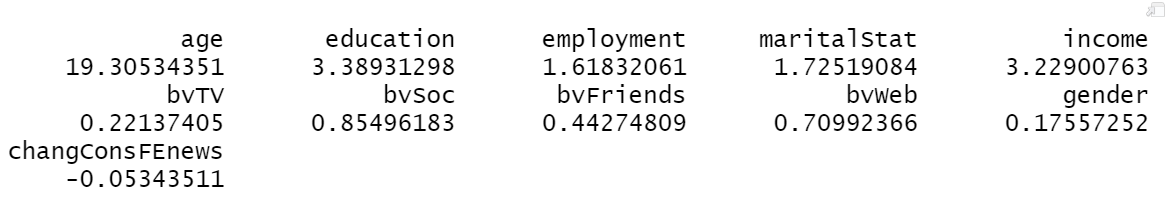 age education employment maritalStat income
19.30534351 3.38931298 1.61832061 1.72519084 3.22900763
bvTV bvSoc bvFriends bvWeb gender
0.22137405 0.85496183 0.44274809 0.70992366 0.17557252
changConsFEnews
-0.05343511